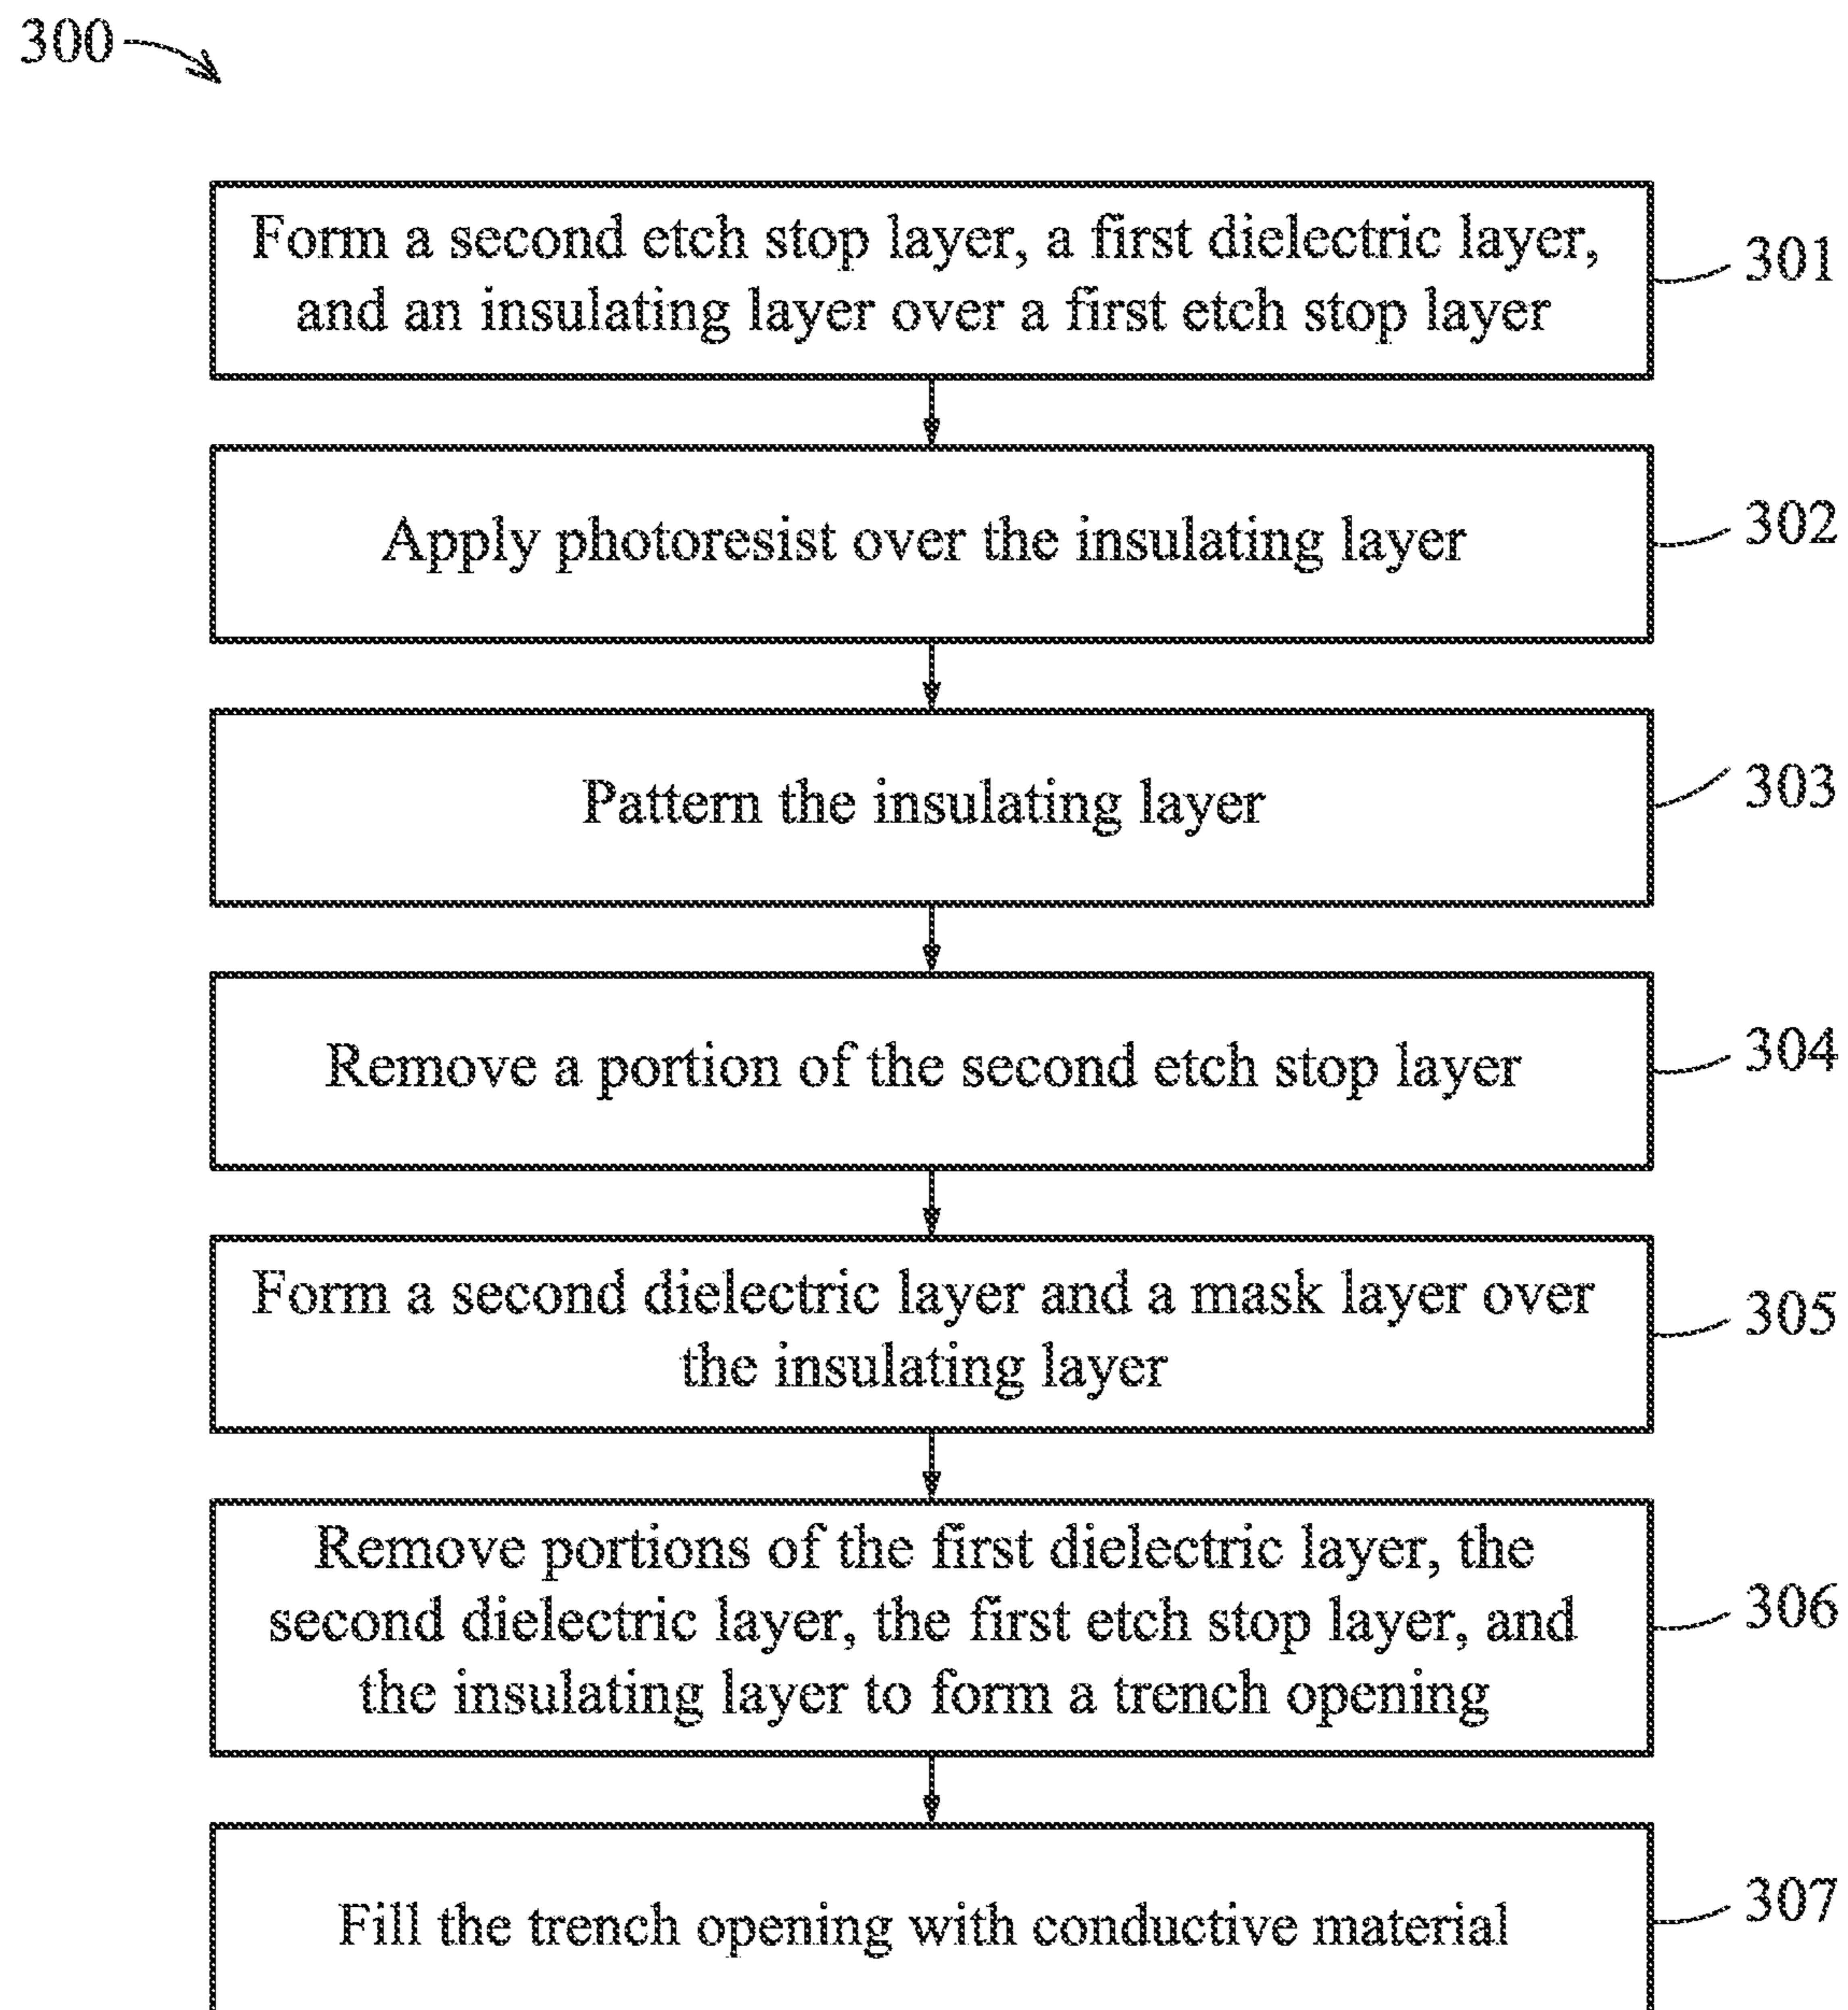 300
Form a second etch stop layer, a first dielectric layer,
and an insulating layer over a first etch stop layer
301
Apply photoresist over the insulating layer
302
Pattern the insulating layer
303
Remove a portion of the second etch stop layer
304
Form a second dielectric layer and a mask layer over
the insulating layer
305
Remove portions of the first dielectric layer, the
second dielectric layer, the first etch stop layer, and
the insulating layer to form a trench opening
306
Fill the trench opening with conductive material
307